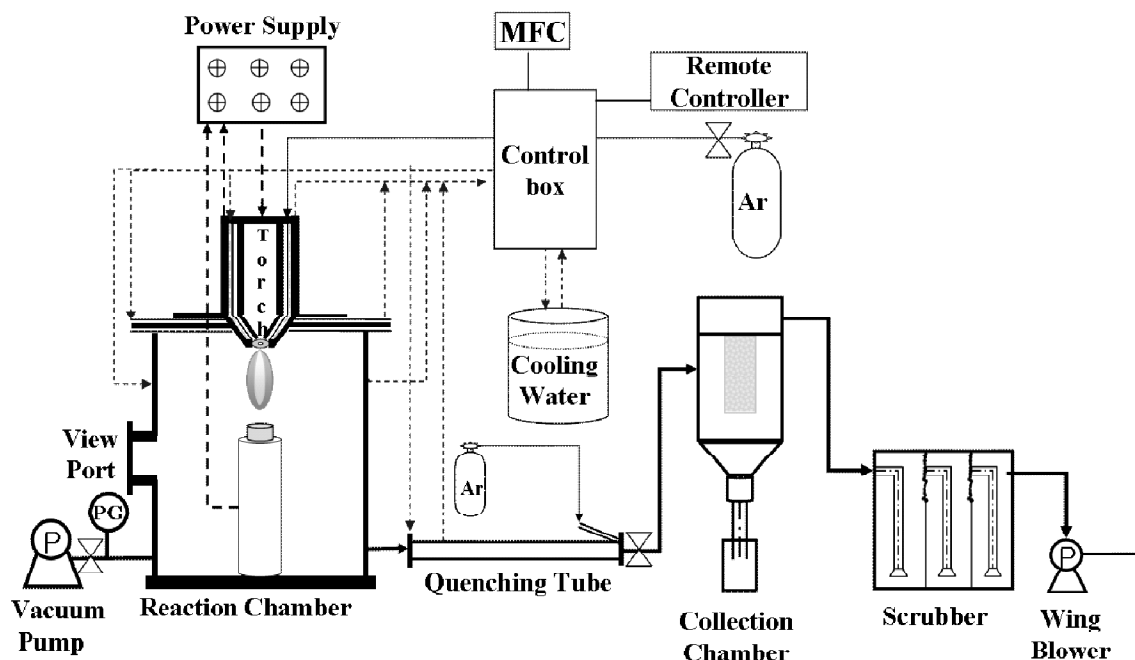 Power Supply
MFC
Remote
Controller
Control
box
Ar
Torch
Cooling
Water
View
Port
PG
P
Ar
Vacuum
Pump
Reaction Chamber
Quenching Tube
Collection
Chamber
Scrubber
P
Wing
Blower